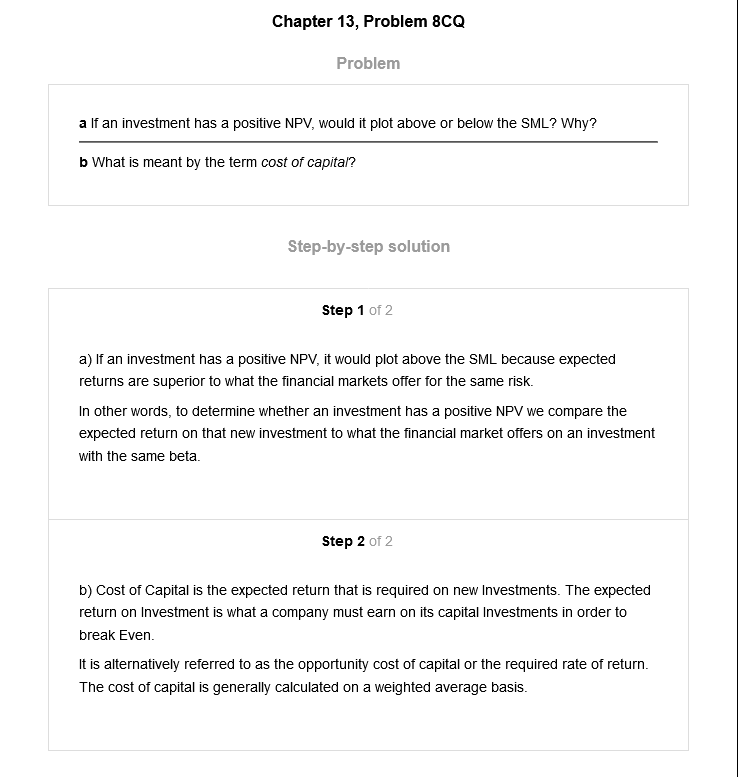 Chapter 13, Problem 8CQ
Problem
a If an investment has a positive NPV, would it plot above or below the SML? Why?
b What is meant by the term cost of capital?
Step-by-step solution
Step 1 of 2
a) If an investment has a positive NPV, it would plot above the SML because expected
returns are superior to what the financial markets offer for the same risk.
In other words, to determine whether an investment has a positive NPV we compare the
expected return on that new investment to what the financial market offers on an investment
with the same beta.
Step 2 of 2
b) Cost of Capital is the expected return that is required on new Investments. The expected
return on Investment is what a company must earn on its capital Investments in order to
break Even.
It is alternatively referred to as the opportunity cost of capital or the required rate of return.
The cost of capital is generally calculated on a weighted average basis.